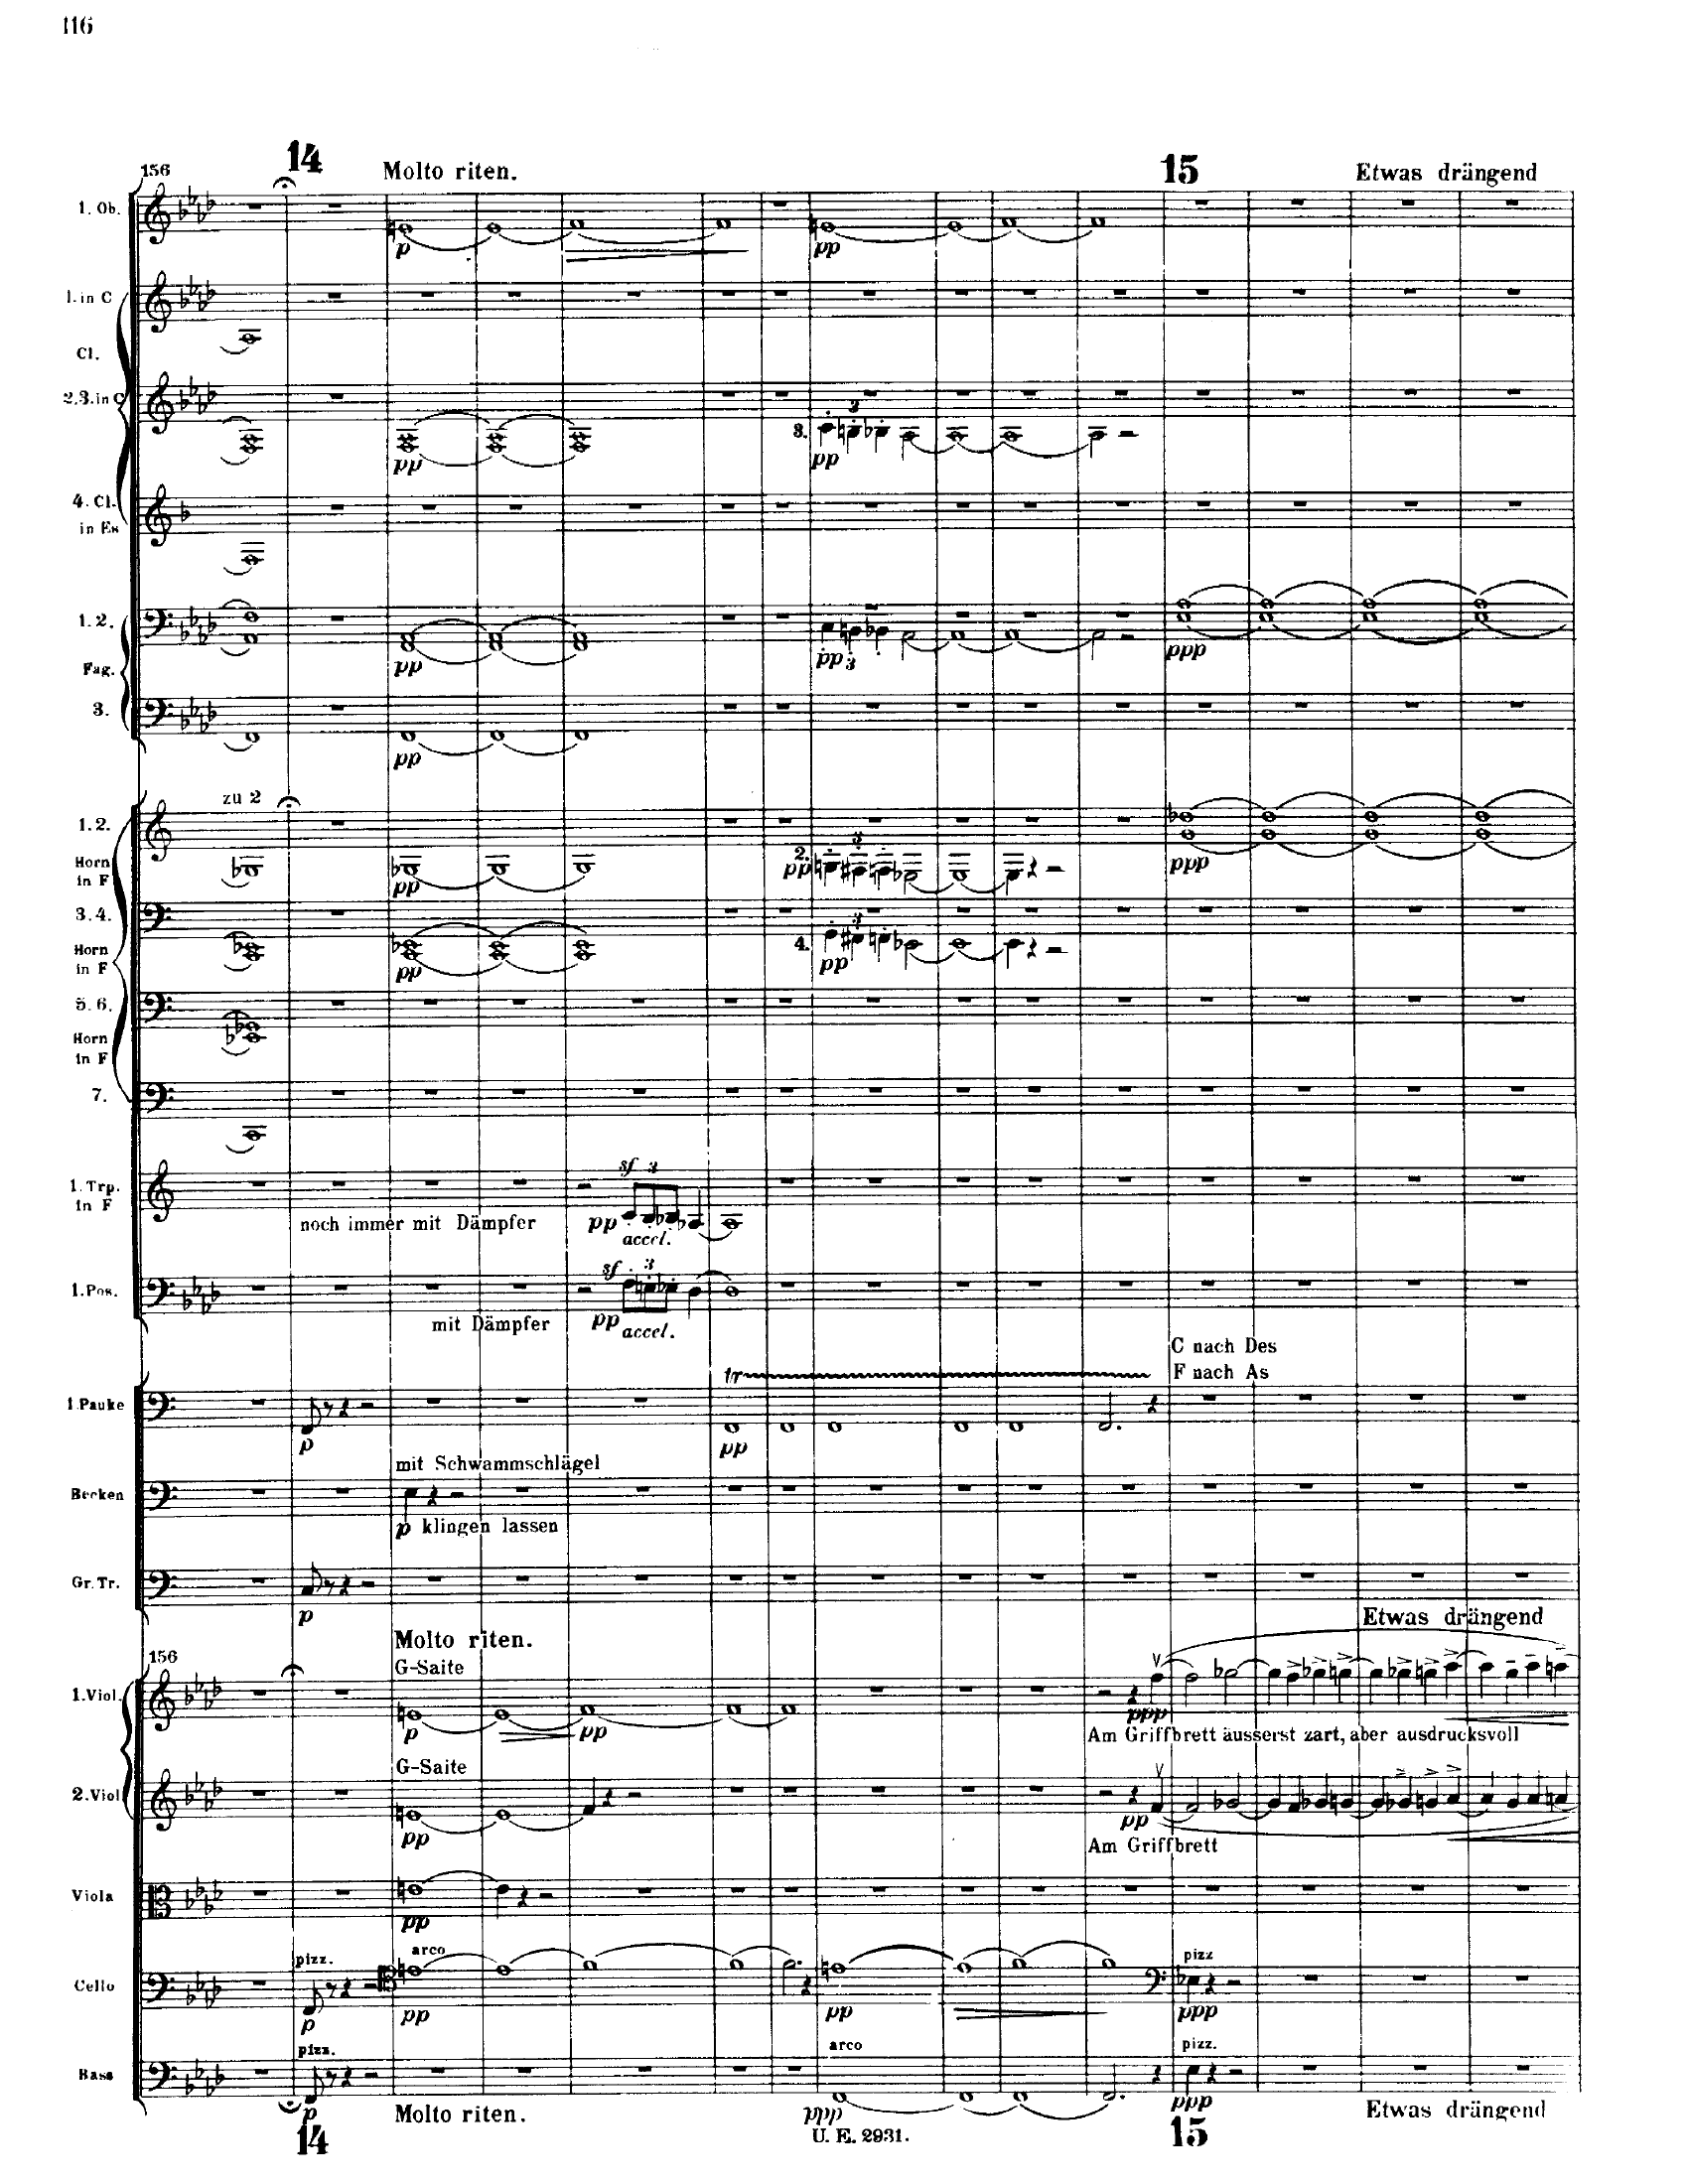 116
14
15
156
Molto riten.
Etwas drängend
1. Ob.
1. in C
Cl.
2.3. in C
3
3.
pp
p
pp
pp
4. Cl.
in Es
1. 2.
pp
pp 3
ppp
Fag.
3.
pp
zu 2
1. 2.
Horn
in F
pp
2.
pp
3
ppp
3. 4.
Horn
in F
pp
4.
3
pp
5. 6.
Horn
in F
7.
1. Trp.
in F
sf 3
noch immer mit Dämpfer
pp
accel.
1. Pos.
sf 3
mit Dämpfer
pp
accel.
C nach Des
F nach As
1 Pauke
tr
p
pp
mit Schwammschlägel
Becken
p klingen lassen
Gr. Tr.
p
Etwas drängend
Molto riten.
156
G-Saite
1. Viol.
p
pp
ppp
Am Griffbrett äusserst zart, aber ausdrucksvoll
G-Saite
2. Viol
pp
pp
Am Griffbrett
Viola
pp
pizz.
arco
pizz
Cello
p
pp
pp
ppp
pizz.
arco
pizz.
Bass
p
Molto riten.
ppp
ppp
Etwas drängend
14
U. E. 2931.
15